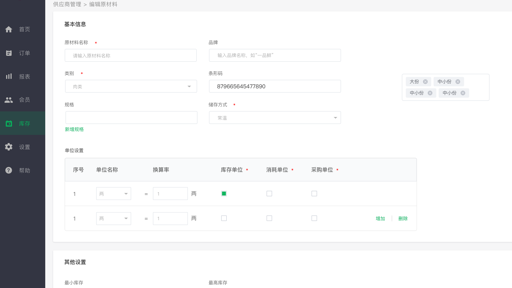 供应商管理 > 编辑原材料
首页
订单
报表
会员
库存
设置
帮助
基本信息
原材料名称 *
请输入原材料名称
品牌
输入品牌名称，如"一品鲜"
类别 *
肉类
条形码
879665645477890
大份
中小份
中小份
中小份
规格
新增规格
储存方式 *
常温
单位设置
序号 单位名称 换算率 库存单位 消耗单位 采购单位
1 两 = 1 两
1 两 = 1 两 增加 删除
其他设置
最小库存
最高库存